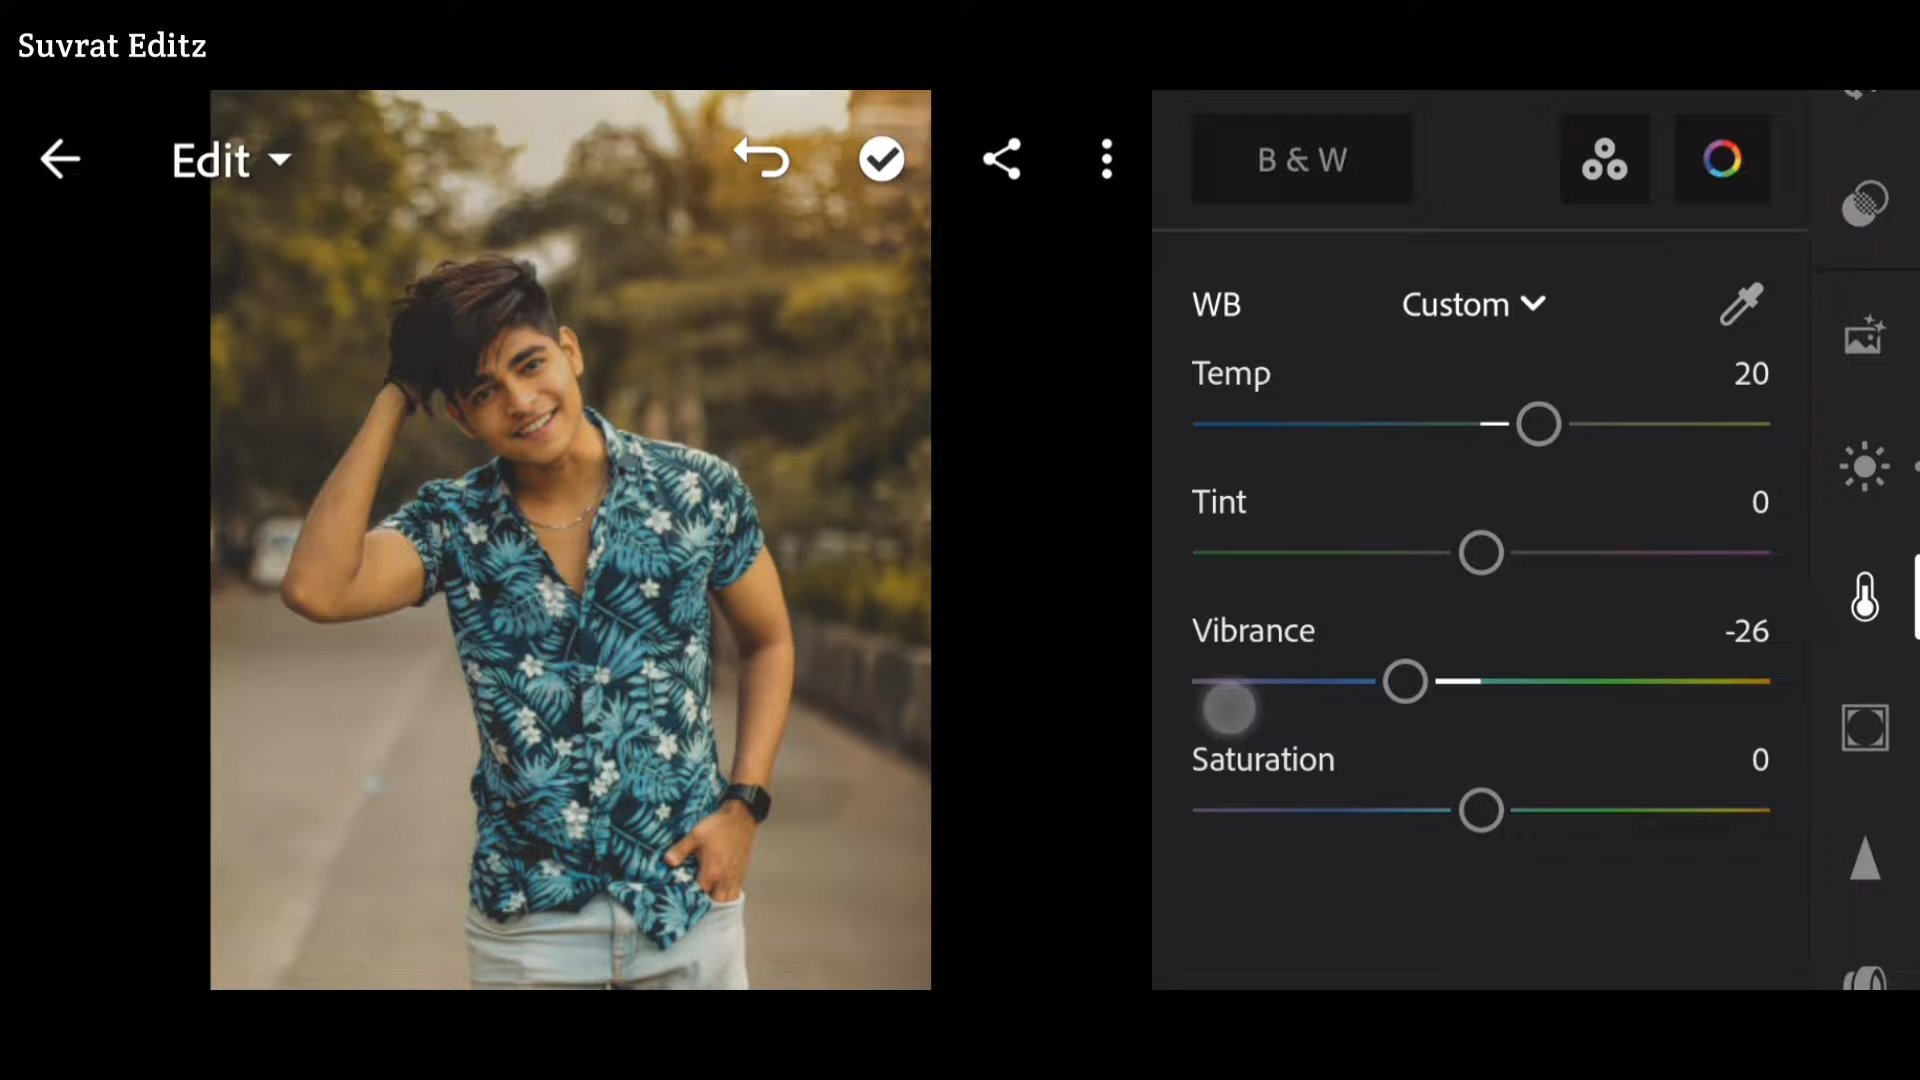 Suvrat Editz
Edit
B & W
WB
Custom
Temp
20
Tint
0
Vibrance
-26
Saturation
0